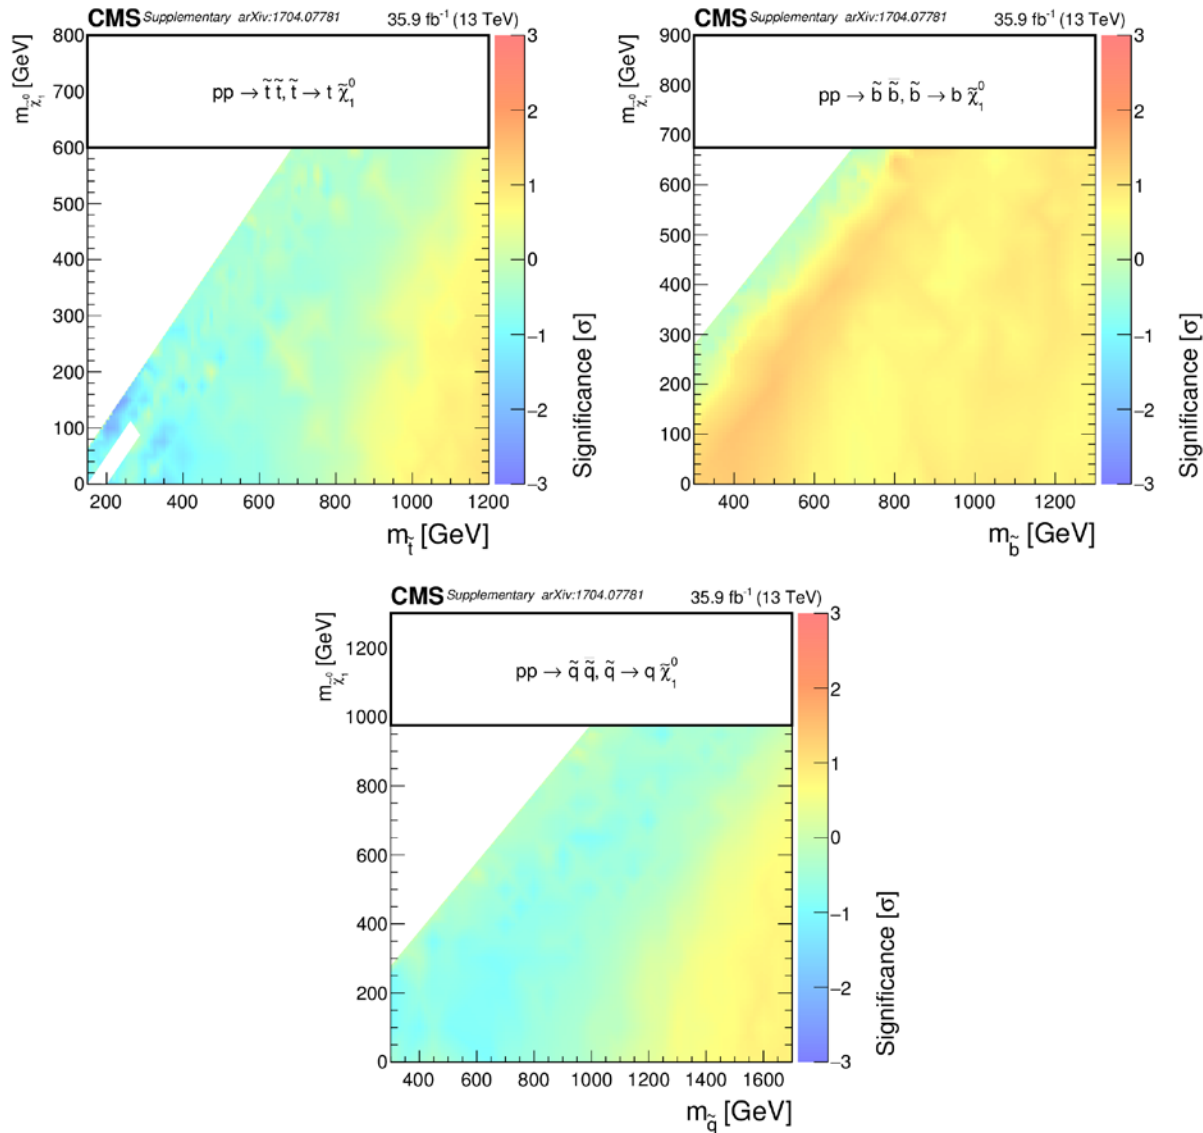 CMS Supplementary arXiv:1704.07781 35.9 fb⁻¹ (13 TeV)
m_χ̃₁⁰ [GeV]
800
700
600
500
400
300
200
100
0
pp → t̃ t̃, t̃ → t χ̃₁⁰
200 400 600 800 1000 1200
m_t̃ [GeV]
3
2
1
0
−1
−2
−3
Significance [σ]
CMS Supplementary arXiv:1704.07781 35.9 fb⁻¹ (13 TeV)
m_χ̃₁⁰ [GeV]
900
800
700
600
500
400
300
200
100
0
pp → b̃ b̃̄, b̃ → b χ̃₁⁰
400 600 800 1000 1200
m_b̃ [GeV]
3
2
1
0
−1
−2
−3
Significance [σ]
CMS Supplementary arXiv:1704.07781 35.9 fb⁻¹ (13 TeV)
m_χ̃₁⁰ [GeV]
1200
1000
800
600
400
200
0
pp → q̃ q̃̄, q̃ → q χ̃₁⁰
400 600 800 1000 1200 1400 1600
m_q̃ [GeV]
3
2
1
0
−1
−2
−3
Significance [σ]